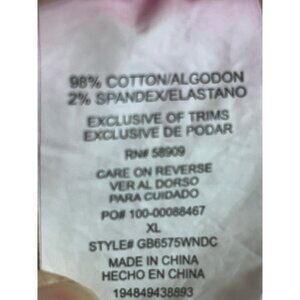 98% COTTON/ALGODON
2% SPANDEX/ELASTANO
EXCLUSIVE OF TRIMS
EXCLUSIVE DE PODAR
RN# 58909
CARE ON REVERSE
VER AL DORSO
PARA CUIDADO
PO# 100-00088467
XL
STYLE# GB6575WNDC
MADE IN CHINA
HECHO EN CHINA
194849438893